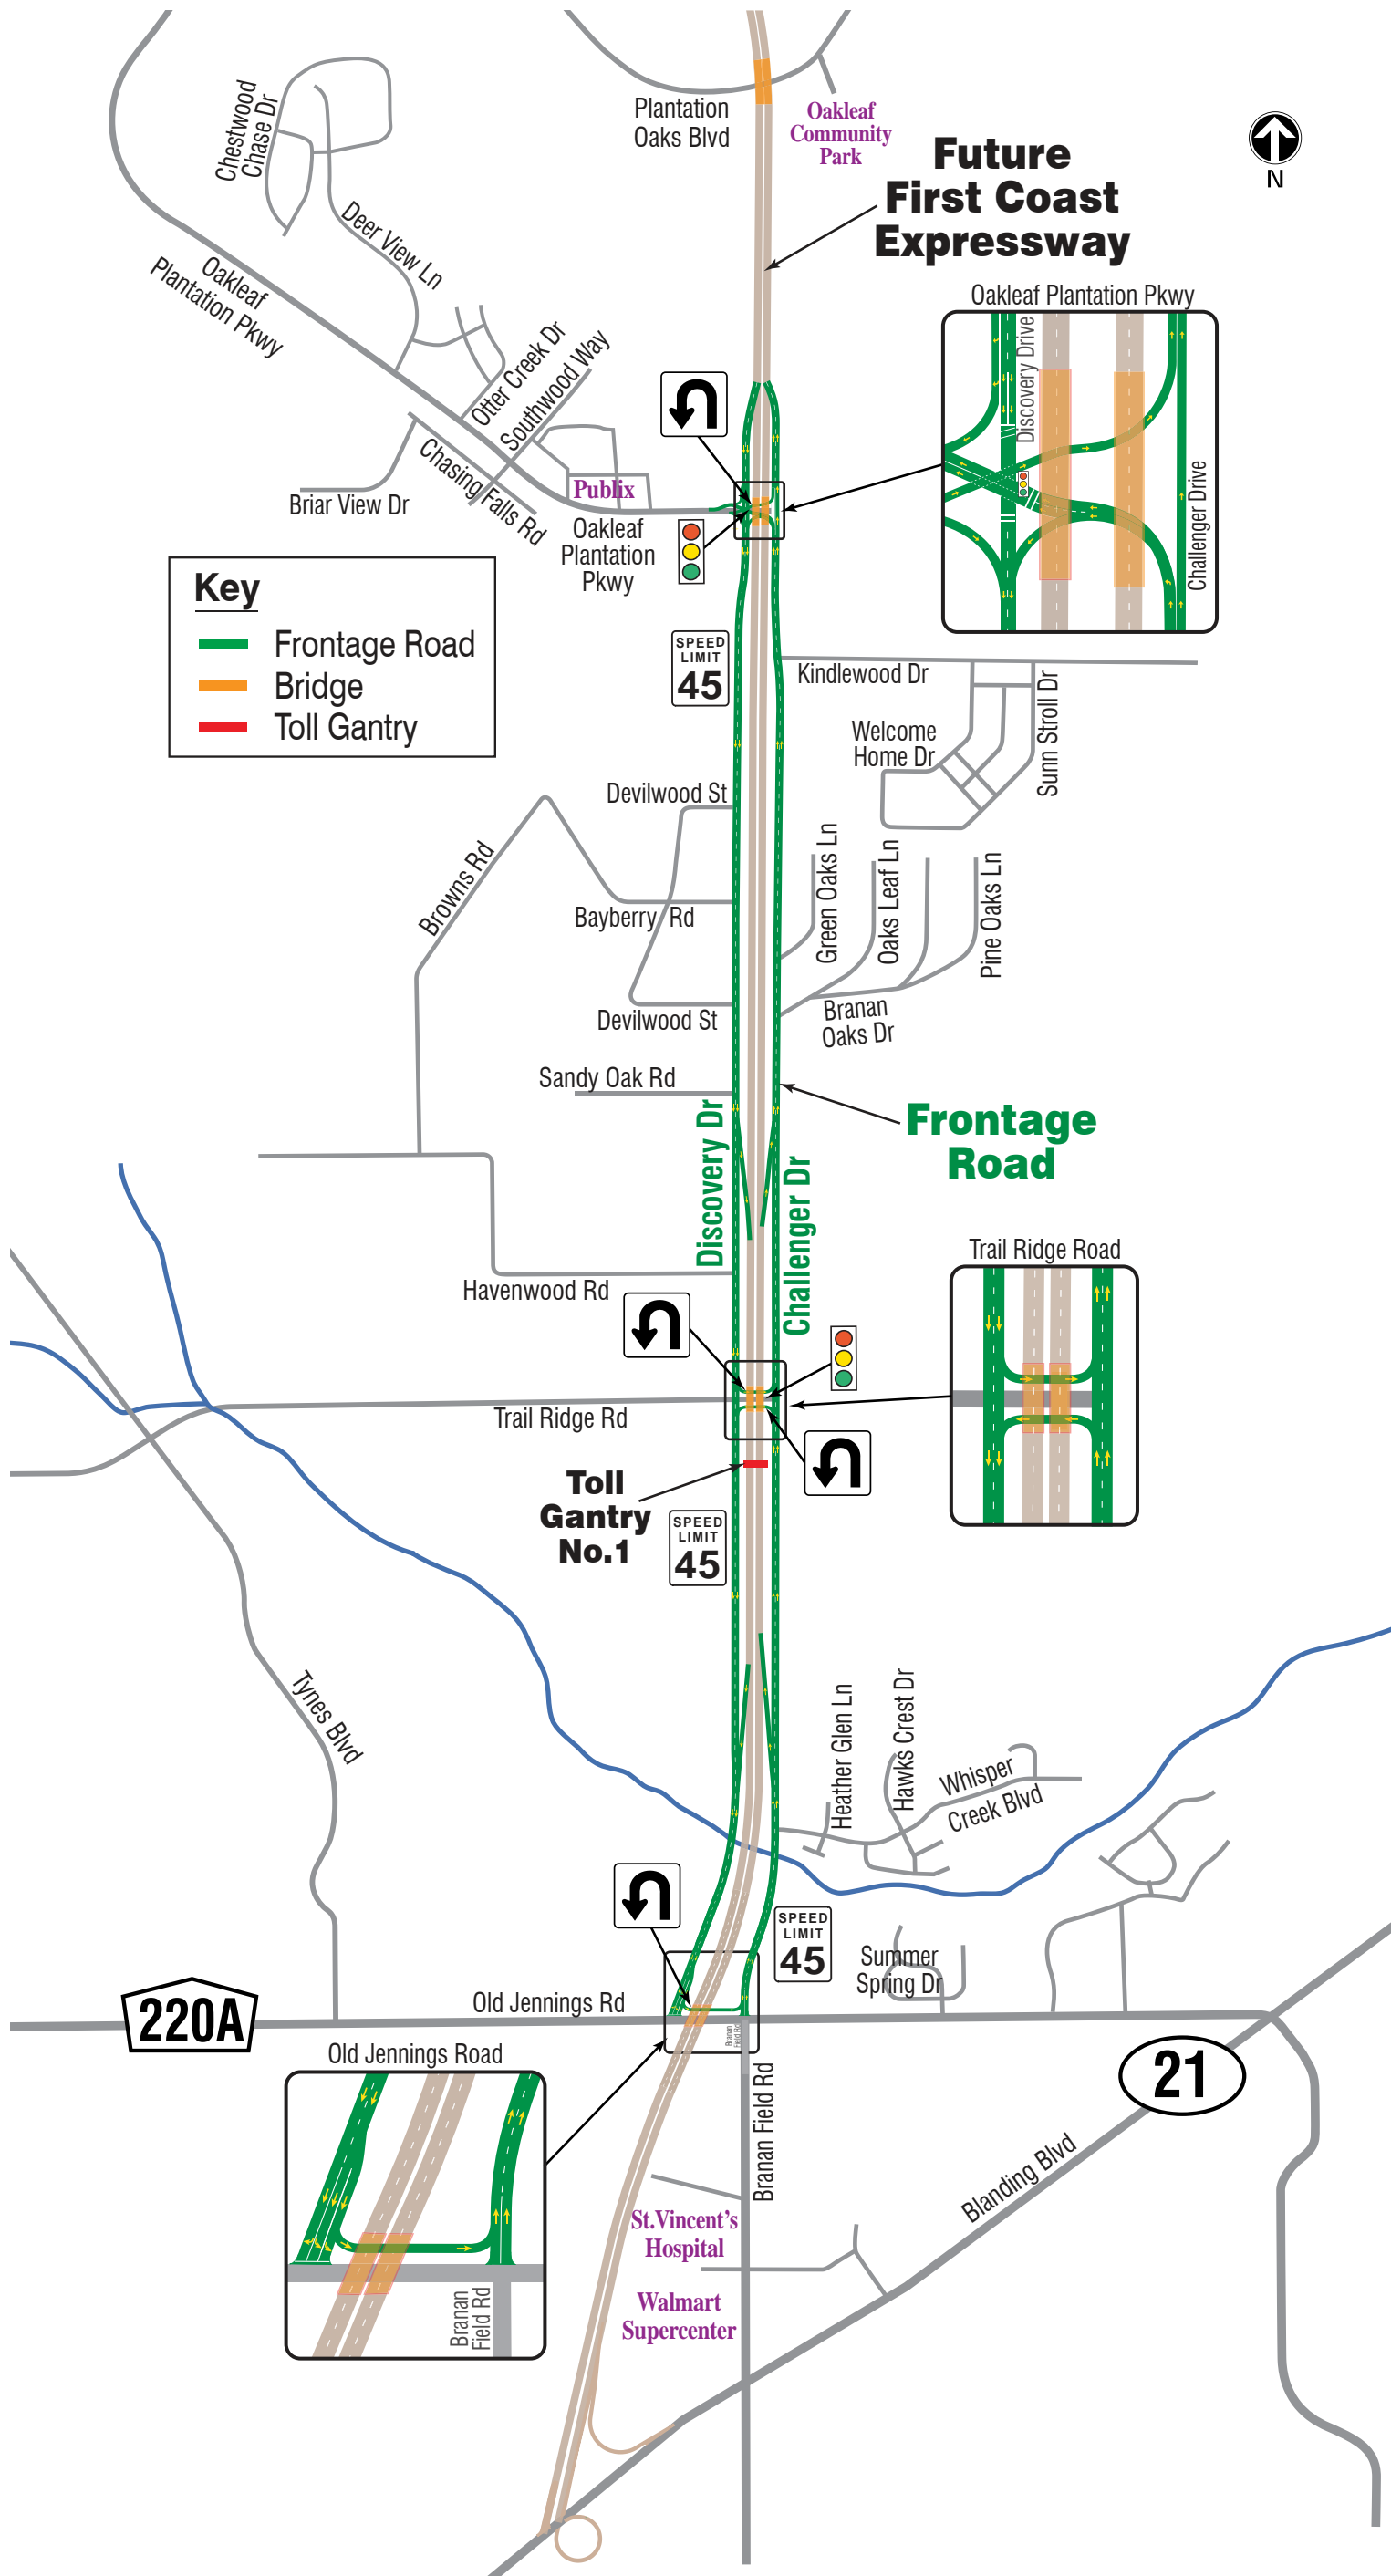 Plantation
Oaks Blvd
Oakleaf
Community
Park
N
Future
First Coast
Expressway
Chestwood
Chase Dr
Deer View Ln
Oakleaf
Plantation Pkwy
Otter Creek Dr
Southwood Way
Chasing Falls Rd
Briar View Dr
Publix
Oakleaf
Plantation
Pkwy
Oakleaf Plantation Pkwy
Discovery Drive
Challenger Drive
Key
Frontage Road
Bridge
Toll Gantry
SPEED
LIMIT
45
Kindlewood Dr
Welcome
Home Dr
Sunn Stroll Dr
Devilwood St
Browns Rd
Bayberry Rd
Green Oaks Ln
Oaks Leaf Ln
Pine Oaks Ln
Devilwood St
Branan
Oaks Dr
Sandy Oak Rd
Discovery Dr
Challenger Dr
Frontage
Road
Havenwood Rd
Trail Ridge Road
Trail Ridge Rd
Toll
Gantry
No.1
SPEED
LIMIT
45
Tynes Blvd
Heather Glen Ln
Hawks Crest Dr
Whisper
Creek Blvd
SPEED
LIMIT
45
Summer
Spring Dr
220A
Old Jennings Rd
Branan
Field Rd
Old Jennings Road
Branan
Field Rd
Branan Field Rd
21
Blanding Blvd
St.Vincent's
Hospital
Walmart
Supercenter